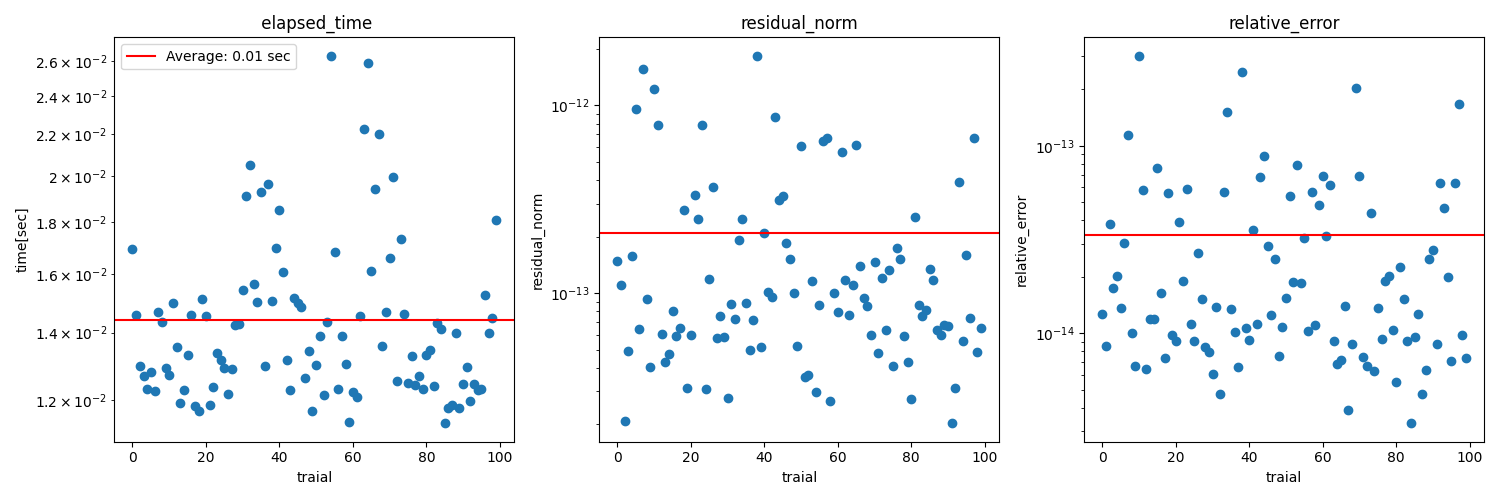 elapsed_time
Average: 0.01 sec
time[sec]
2.6 × 10⁻²
2.4 × 10⁻²
2.2 × 10⁻²
2 × 10⁻²
1.8 × 10⁻²
1.6 × 10⁻²
1.4 × 10⁻²
1.2 × 10⁻²
0 20 40 60 80 100
traial
residual_norm
residual_norm
10⁻¹²
10⁻¹³
0 20 40 60 80 100
traial
relative_error
relative_error
10⁻¹³
10⁻¹⁴
0 20 40 60 80 100
traial